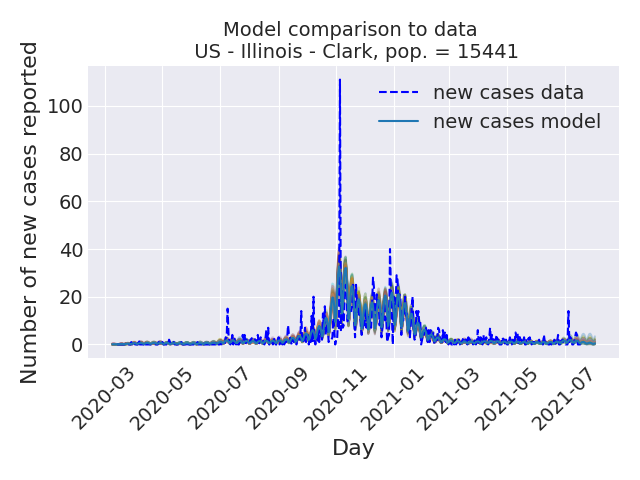 Model comparison to data
US - Illinois - Clark, pop. = 15441
Number of new cases reported
100
80
60
40
20
0
new cases data
new cases model
2020-03
2020-05
2020-07
2020-09
2020-11
2021-01
2021-03
2021-05
2021-07
Day